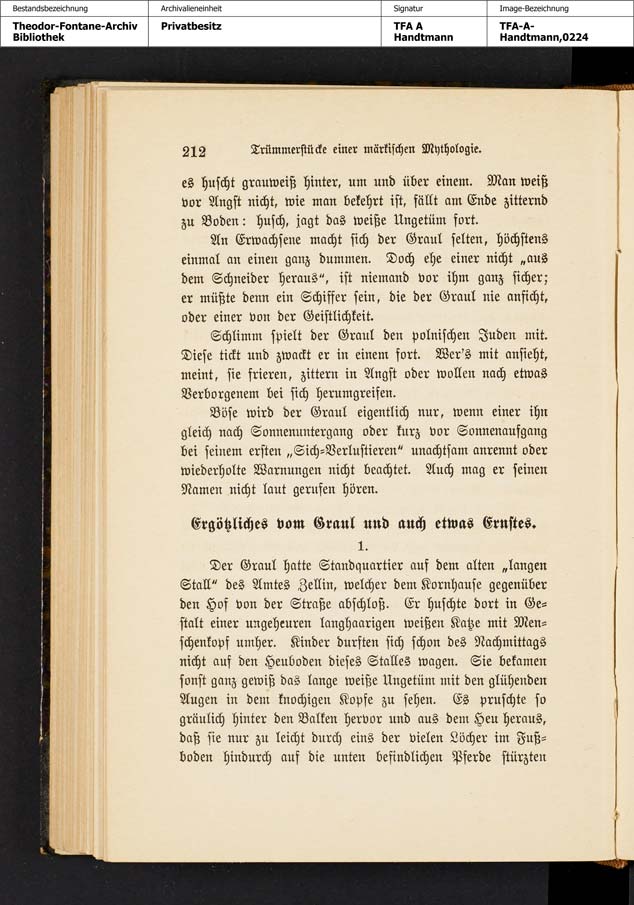 Bestandsbezeichnung
Archivalieneinheit
Signatur
Image-Bezeichnung
Theodor-Fontane-Archiv
Bibliothek
Privatbesitz
TFA A
Handtmann
TFA-A-
Handtmann,0224
212 Trümmerstücke einer märkischen Mythologie.
es huscht grauweiß hinter, um und über einem. Man weiß
vor Angst nicht, wie man bekehrt ist, fällt am Ende zitternd
zu Boden: husch, jagt das weiße Ungetüm fort.
An Erwachsene macht sich der Graul selten, höchstens
einmal an einen ganz dummen. Doch ehe einer nicht „aus
dem Schneider heraus“, ist niemand vor ihm ganz sicher;
er müßte denn ein Schiffer sein, die der Graul nie ansicht,
oder einer von der Geistlichkeit.
Schlimm spielt der Graul den polnischen Juden mit.
Diese tickt und zwackt er in einem fort. Wer's mit ansieht,
meint, sie frieren, zittern in Angst oder wollen nach etwas
Verborgenem bei sich herumgreifen.
Böse wird der Graul eigentlich nur, wenn einer ihn
gleich nach Sonnenuntergang oder kurz vor Sonnenaufgang
bei seinem ersten „Sich-Verlustieren“ unachtsam anrennt oder
wiederholte Warnungen nicht beachtet. Auch mag er seinen
Namen nicht laut gerufen hören.
Ergötzliches vom Graul und auch etwas Ernstes.
1.
Der Graul hatte Standquartier auf dem alten „langen
Stall“ des Amtes Zellin, welcher dem Kornhause gegenüber
den Hof von der Straße abschloß. Er huschte dort in Ge-
stalt einer ungeheuren langhaarigen weißen Katze mit Men-
schenkopf umher. Kinder durften sich schon des Nachmittags
nicht auf den Heuboden dieses Stalles wagen. Sie bekamen
sonst ganz gewiß das lange weiße Ungetüm mit den glühenden
Augen in dem knochigen Kopfe zu sehen. Es pruschte so
gräulich hinter den Balken hervor und aus dem Heu heraus,
daß sie nur zu leicht durch eins der vielen Löcher im Fuß-
boden hindurch auf die unten befindlichen Pferde stürzten